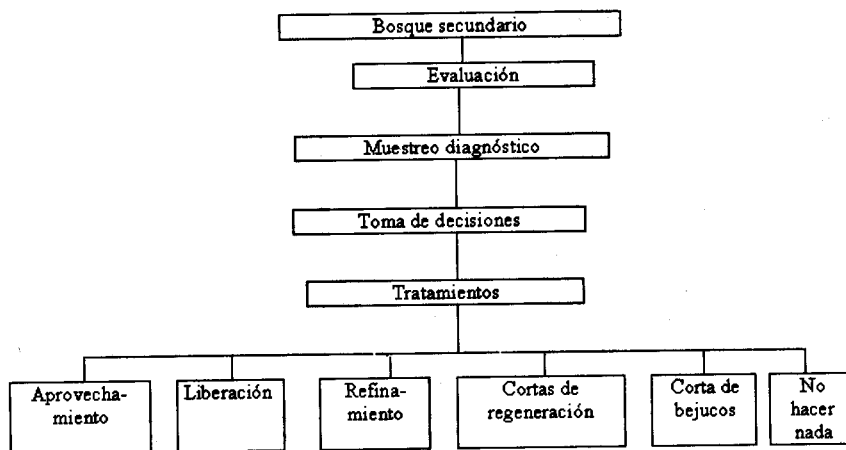 Bosque secundario
Evaluación
Muestreo diagnóstico
Toma de decisiones
Tratamientos
Aprovecha-
miento
Liberación
Refina-
miento
Cortas de
regeneración
Corta de
bejucos
No
hacer
nada